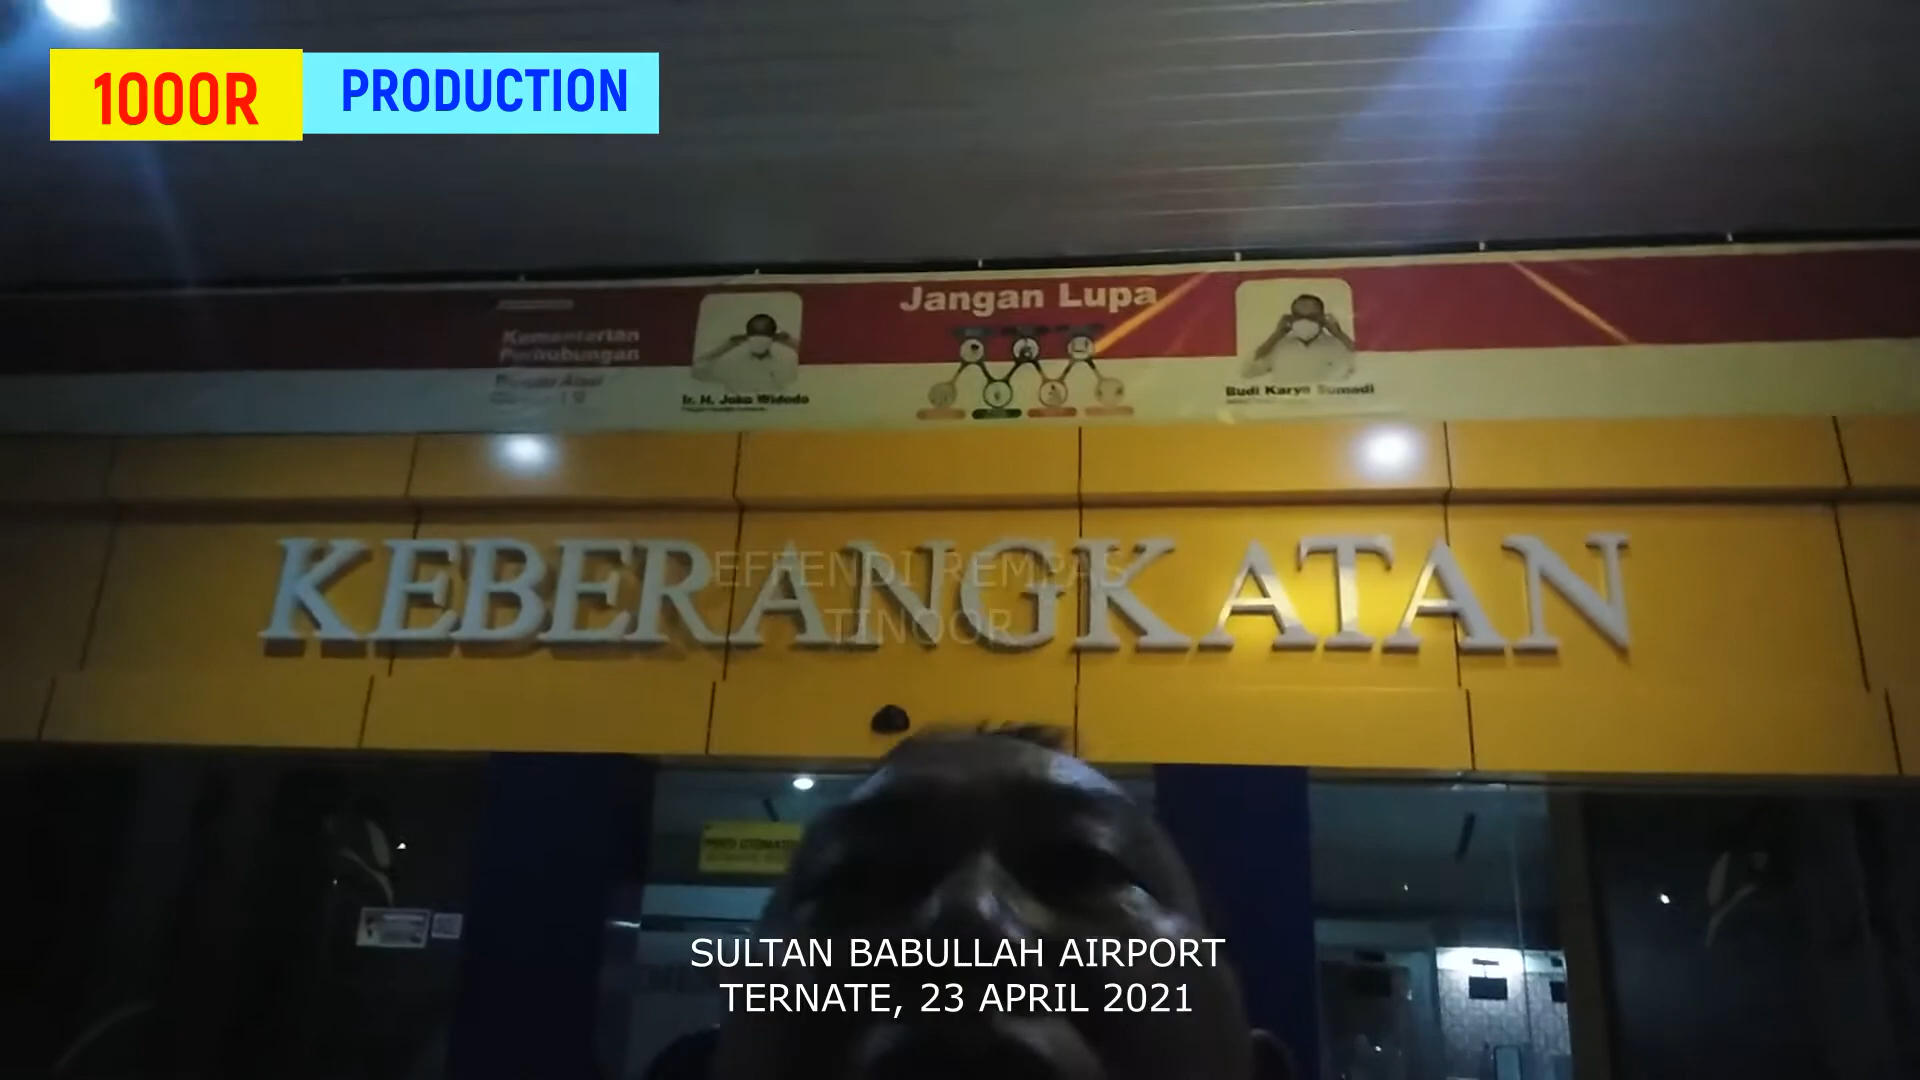 1000R PRODUCTION
Jangan Lupa
Kementerian
Perhubungan
Ir. H. Joko Widodo
Budi Karya Sumadi
KEBERANGKATAN
EFFENDI REMPAS
TINOOR
SULTAN BABULLAH AIRPORT
TERNATE, 23 APRIL 2021